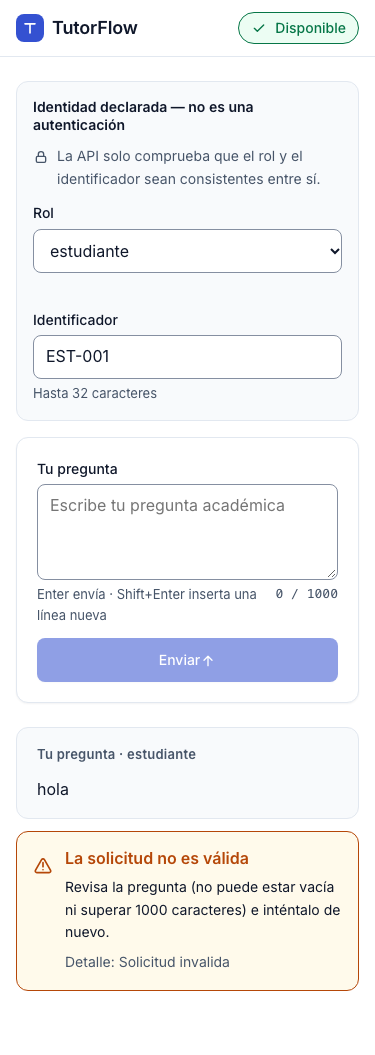 T TutorFlow
Disponible
Identidad declarada — no es una
autenticación
La API solo comprueba que el rol y el
identificador sean consistentes entre sí.
Rol
estudiante
Identificador
EST-001
Hasta 32 caracteres
Tu pregunta
Escribe tu pregunta académica
Enter envía · Shift+Enter inserta una
línea nueva
0 / 1000
Enviar↑
Tu pregunta · estudiante
hola
La solicitud no es válida
Revisa la pregunta (no puede estar vacía
ni superar 1000 caracteres) e inténtalo de
nuevo.
Detalle: Solicitud invalida